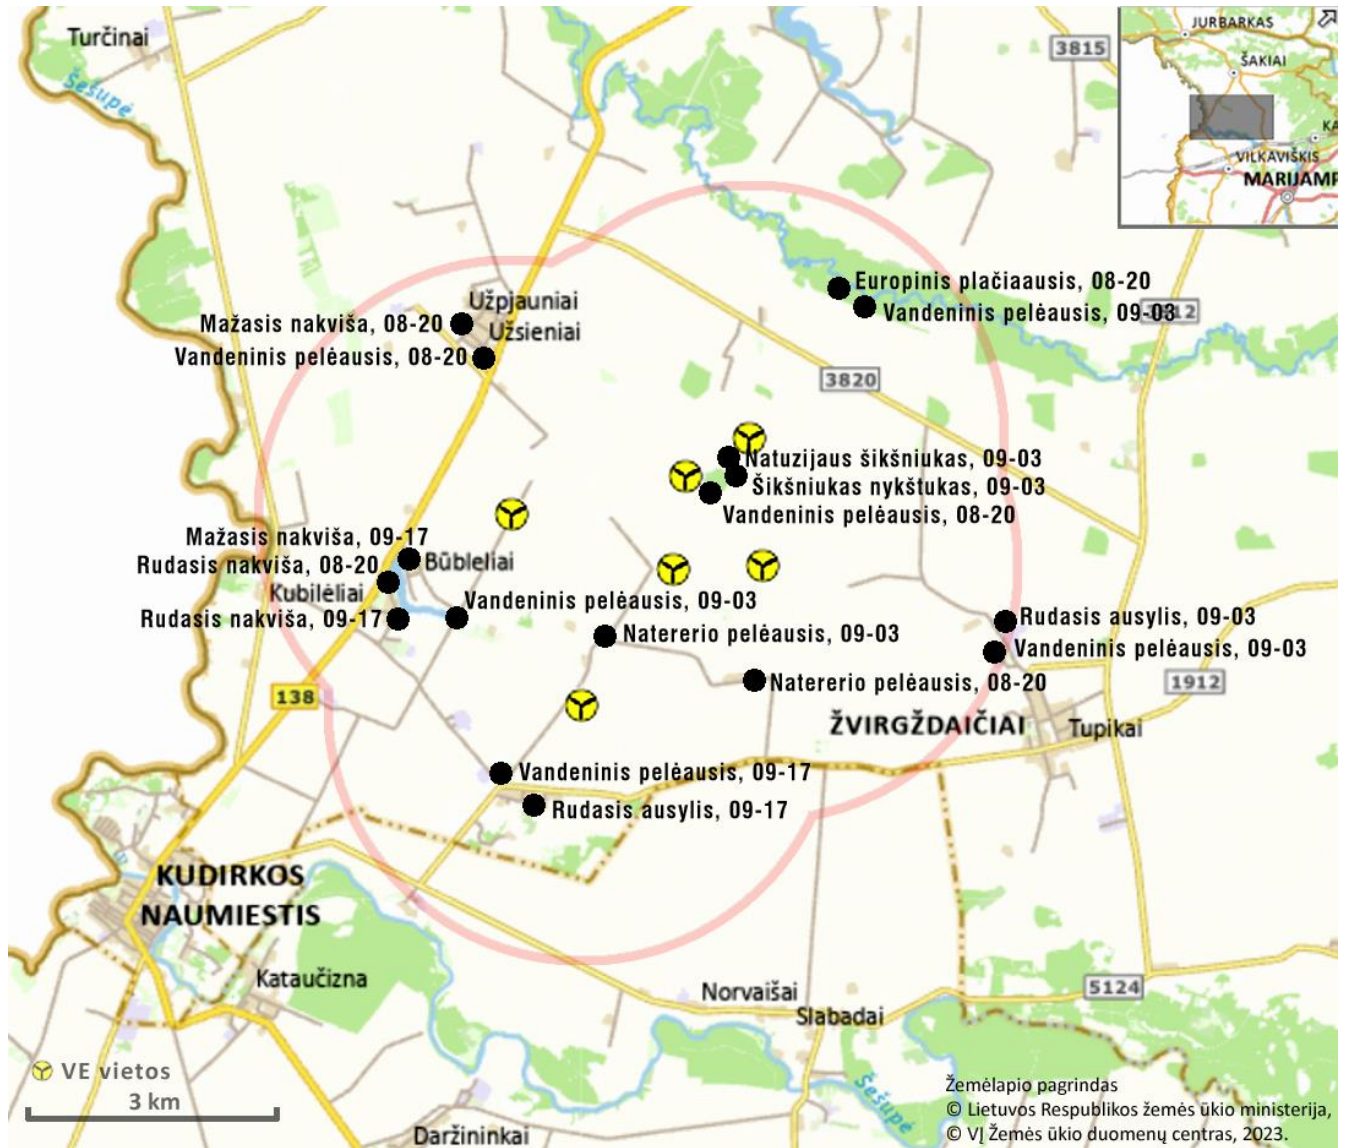 Turčinai
Šešupė
3815
JURBARKAS
ŠAKIAI
KA
VILKAVIŠKIS
MARIJAMP
Europinis plačiaausis, 08-20
Vandeninis pelėausis, 09-03
Užpjauniai
Mažasis nakviša, 08-20
Užsieniai
Vandeninis pelėausis, 08-20
3820
Natuzijaus šikšniukas, 09-03
Šikšniukas nykštukas, 09-03
Vandeninis pelėausis, 08-20
Mažasis nakviša, 09-17
Rudasis nakviša, 08-20
Būbleliai
Kubilėliai
Vandeninis pelėausis, 09-03
Rudasis nakviša, 09-17
Natererio pelėausis, 09-03
Rudasis ausylis, 09-03
Vandeninis pelėausis, 09-03
Natererio pelėausis, 08-20
1912
138
ŽVIRGŽDAIČIAI
Tupikai
Vandeninis pelėausis, 09-17
Rudasis ausylis, 09-17
KUDIRKOS
NAUMIESTIS
Kataučizna
Norvaišai
5124
Slabadai
VE vietos
3 km
Šešupė
Daržininkai
Žemėlapio pagrindas
© Lietuvos Respublikos žemės ūkio ministerija,
© VĮ Žemės ūkio duomenų centras, 2023.